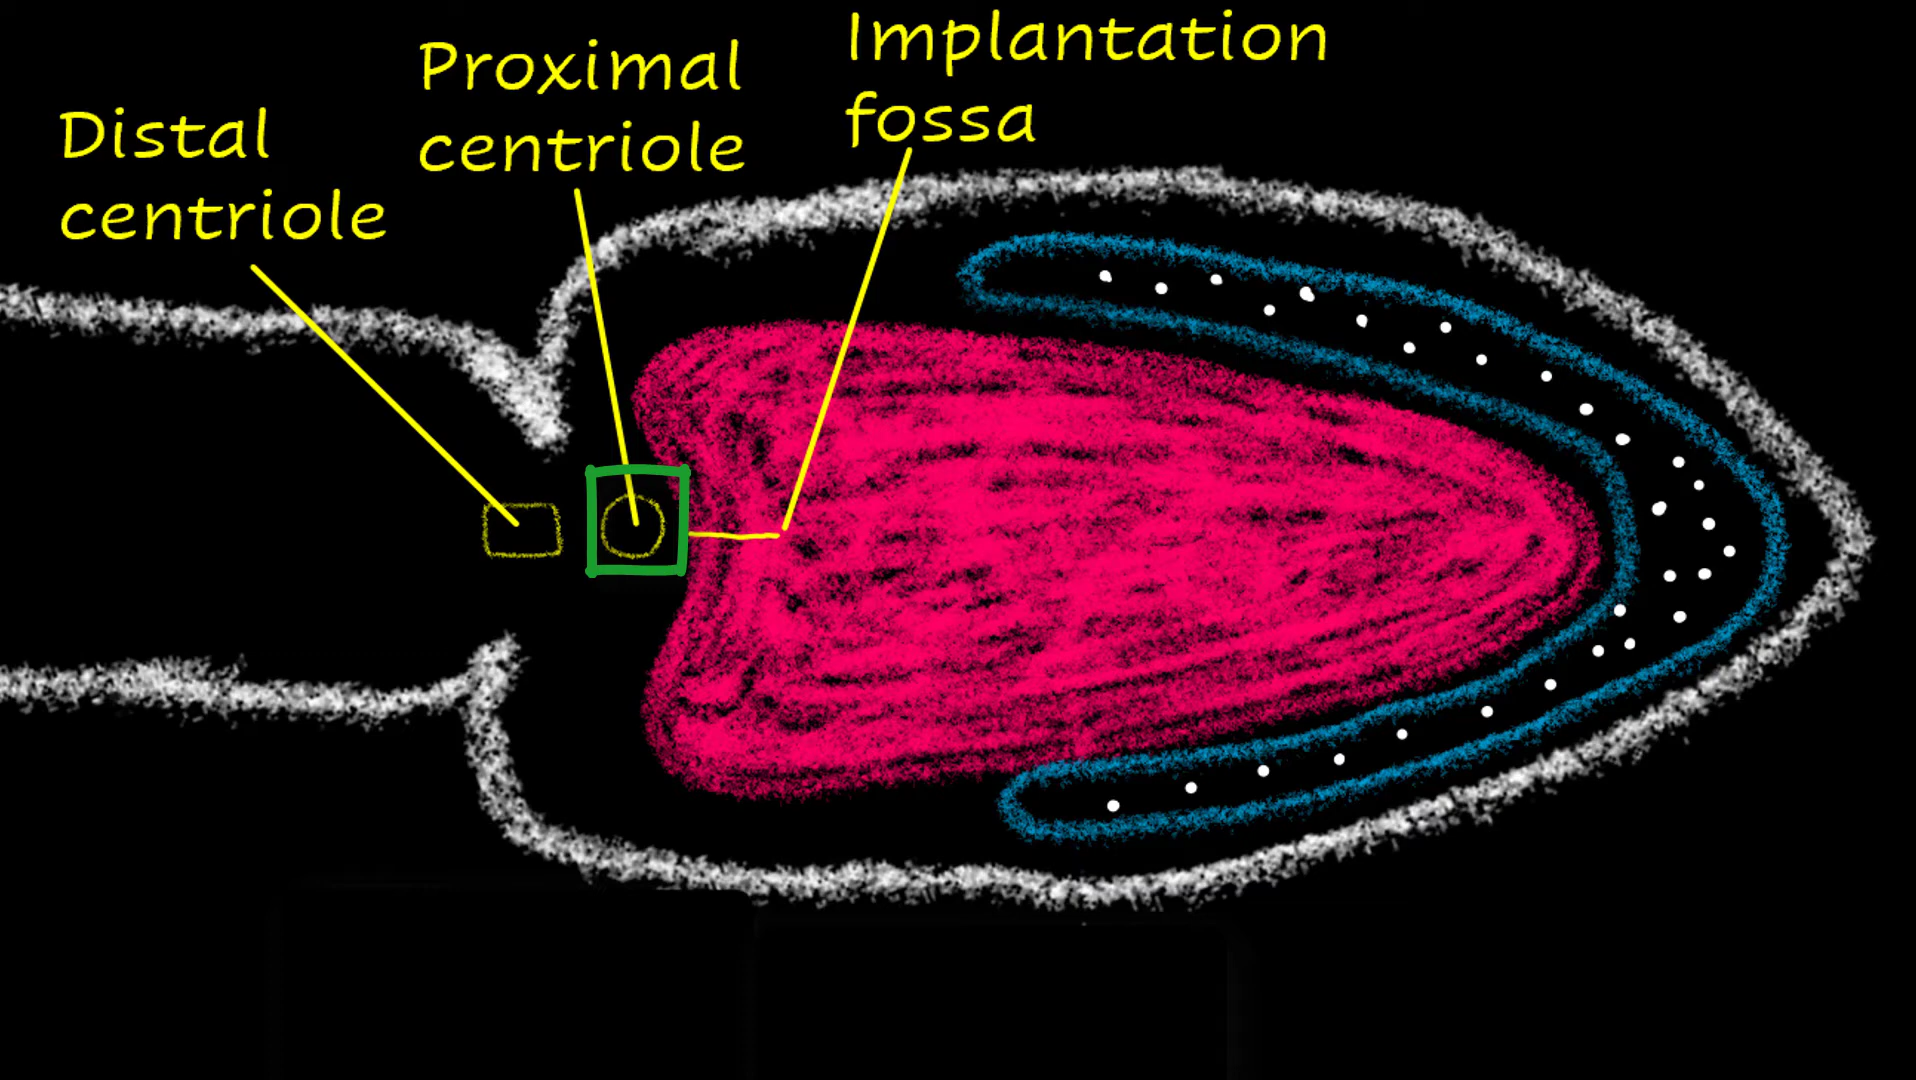 Distal
centriole
Proximal
centriole
Implantation
fossa